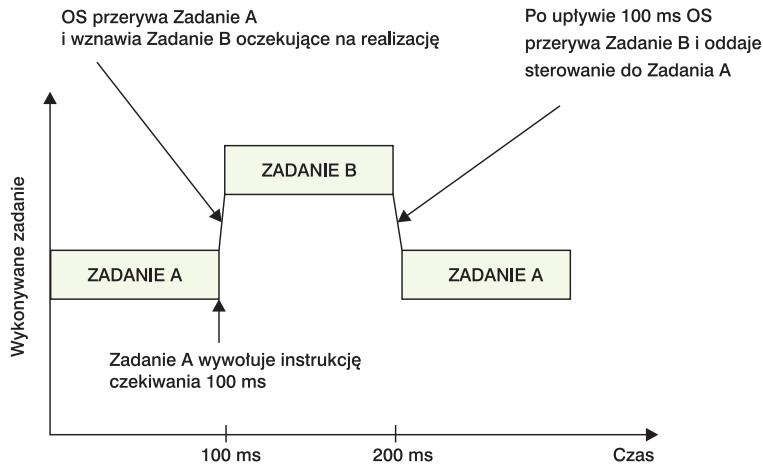 OS przerywa Zadanie A
i wznawia Zadanie B oczekujące na realizację
Po upływie 100 ms OS
przerywa Zadanie B i oddaje
sterowanie do Zadania A
Wykonywane zadanie
ZADANIE B
ZADANIE A
ZADANIE A
Zadanie A wywołuje instrukcję
czekiwania 100 ms
100 ms
200 ms
Czas